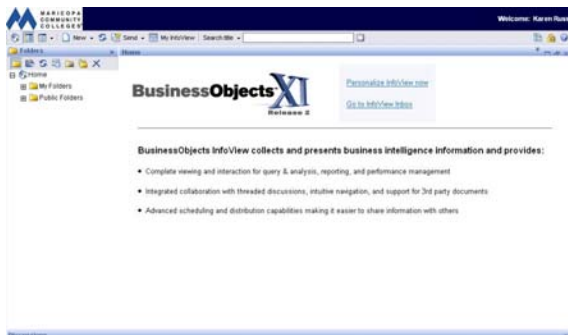 MARICOPA
COMMUNITY
COLLEGES
Welcome: Karen Russ
New
Send
My InfoView
Search title
Folders
Home
Home
My Folders
Public Folders
BusinessObjects XI
Release 2
Personalize InfoView now
Go to InfoView Inbox
BusinessObjects InfoView collects and presents business intelligence information and provides:
• Complete viewing and interaction for query & analysis, reporting, and performance management
• Integrated collaboration with threaded discussions, intuitive navigation, and support for 3rd party documents
• Advanced scheduling and distribution capabilities making it easier to share information with others